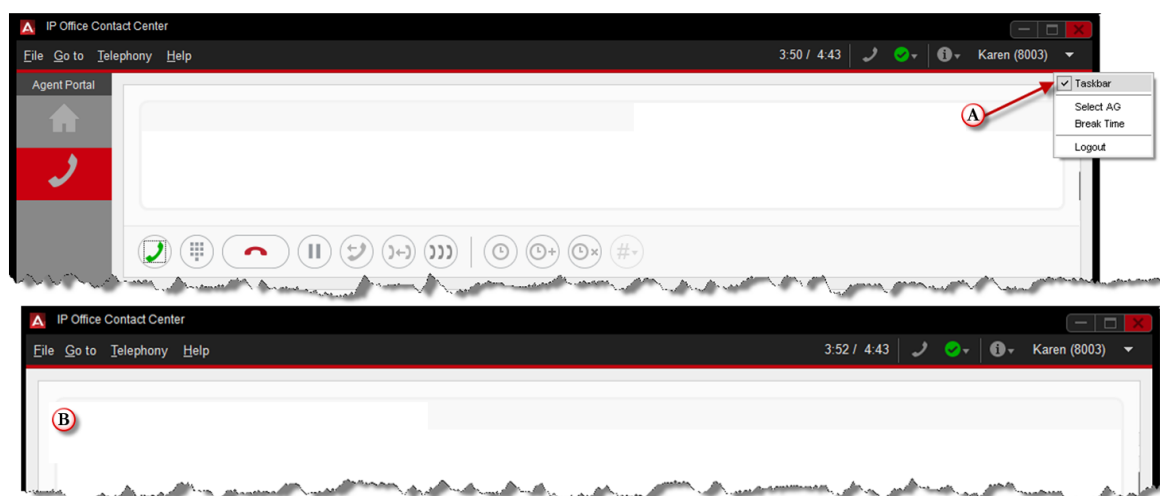 IP Office Contact Center
File Go to Telephony Help 3:50 / 4:43 Karen (8003)
Agent Portal
Taskbar
A
Select AG
Break Time
Logout
#
IP Office Contact Center
File Go to Telephony Help 3:52 / 4:43 Karen (8003)
B